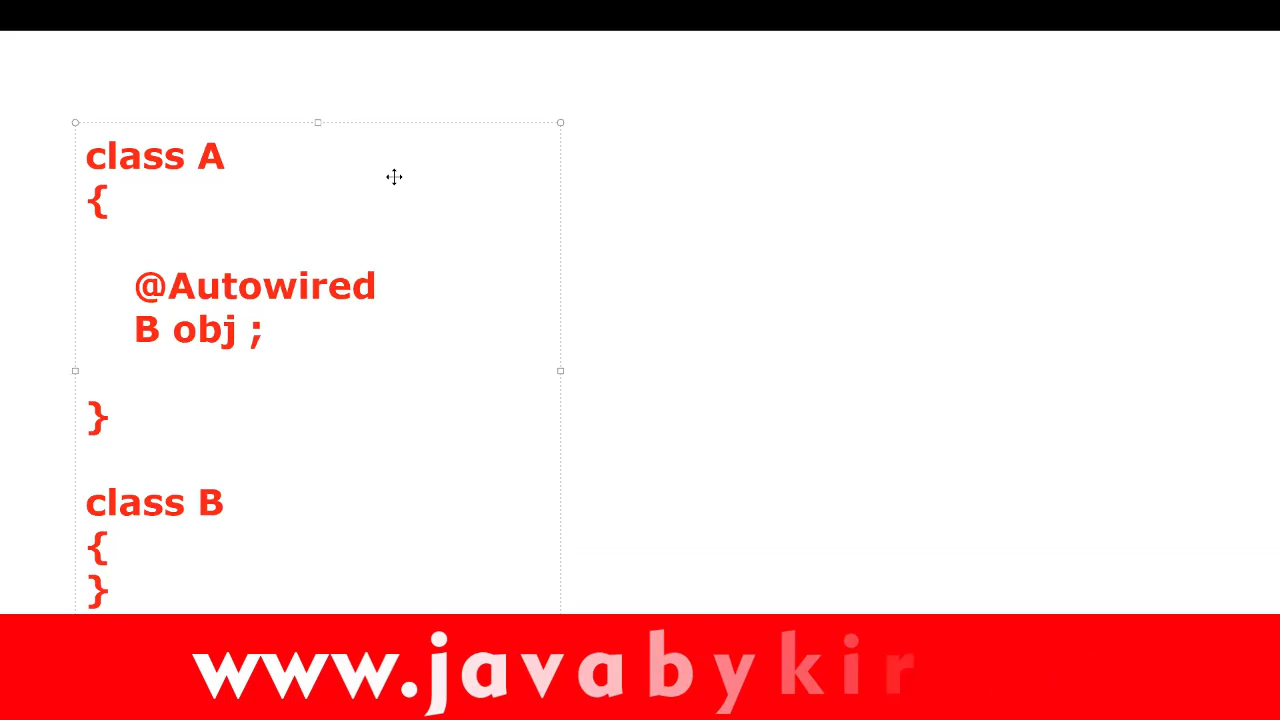 class A
{
@Autowired
B obj ;
}
class B
{
}
www.javabykir